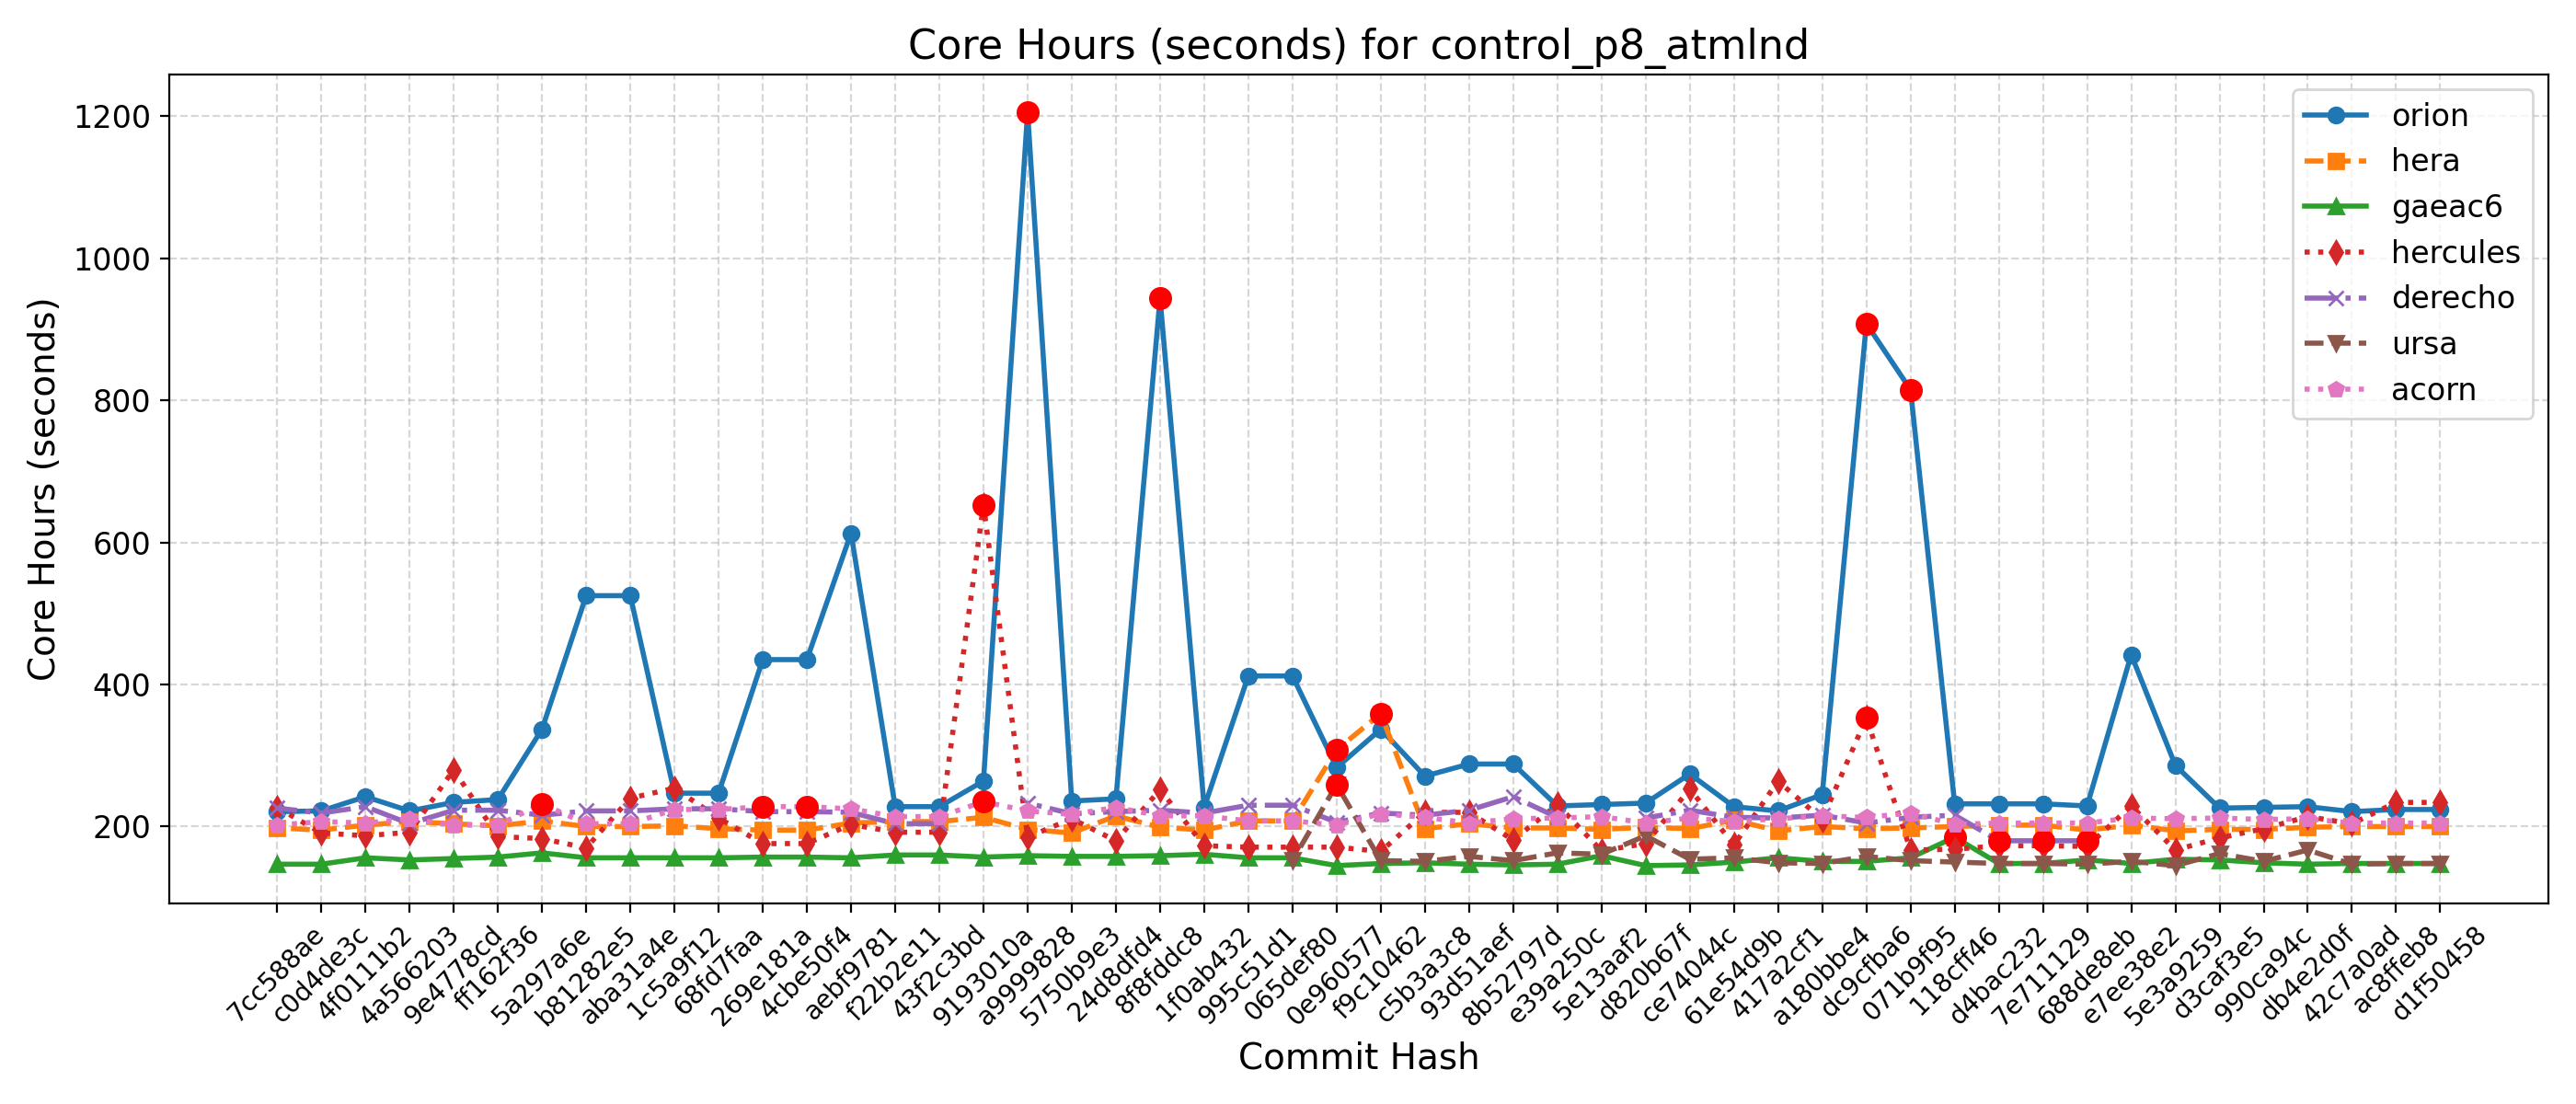 Core Hours (seconds) for control_p8_atmlnd
Core Hours (seconds)
1200
1000
800
600
400
200
orion
hera
gaeac6
hercules
derecho
ursa
acorn
7cc588ae
c0d4de3c
4f0111b2
4a566203
9e4778cd
ff162f36
5a297a6e
b81282e5
aba31a4e
1c5a9f12
68fd7faa
269e181a
4cbe50f4
aebf9781
f22b2e11
43f2c3bd
9193010a
a9999828
5750b9e3
24d8dfd4
8f8fddc8
1f0ab432
995c51d1
065def80
0e960577
f9c10462
c5b3a3c8
93d51aef
8b52797d
e39a250c
5e13aaf2
d820b67f
ce74044c
61e54d9b
417a2cf1
a180bbe4
dc9cfba6
071b9f95
118cff46
d4bac232
7e711129
688de8eb
e7ee38e2
5e3a9259
d3caf3e5
990ca94c
db4e2d0f
42c7a0ad
ac8ffeb8
d1f50458
Commit Hash